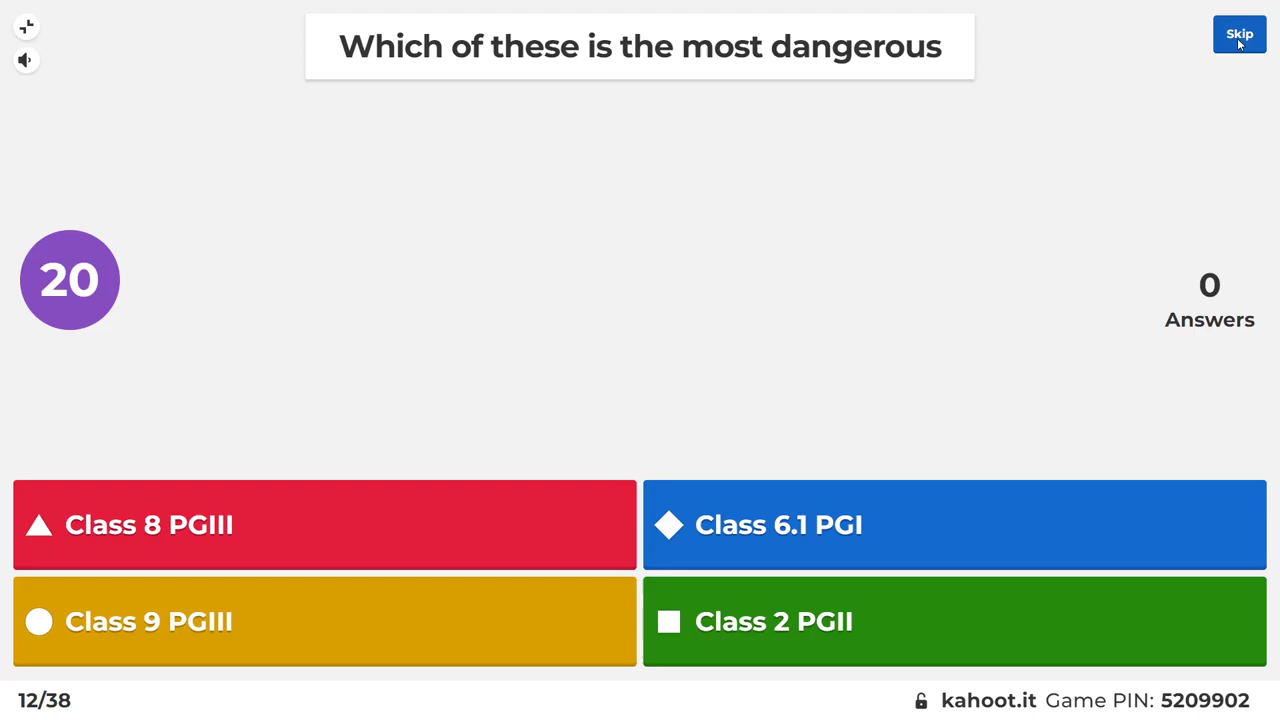 Which of these is the most dangerous
Skip
20
0
Answers
Class 8 PGIII
Class 6.1 PGI
Class 9 PGIII
Class 2 PGII
12/38
kahoot.it Game PIN: 5209902